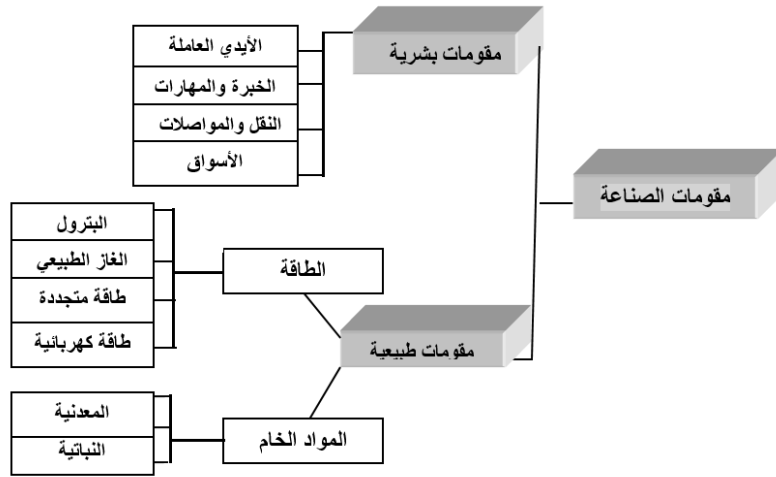 مقومات الصناعة
مقومات بشرية
الأيدي العاملة
الخبرة والمهارات
النقل والمواصلات
الأسواق
مقومات طبيعية
الطاقة
البترول
الغاز الطبيعي
طاقة متجددة
طاقة كهربائية
المواد الخام
المعدنية
النباتية